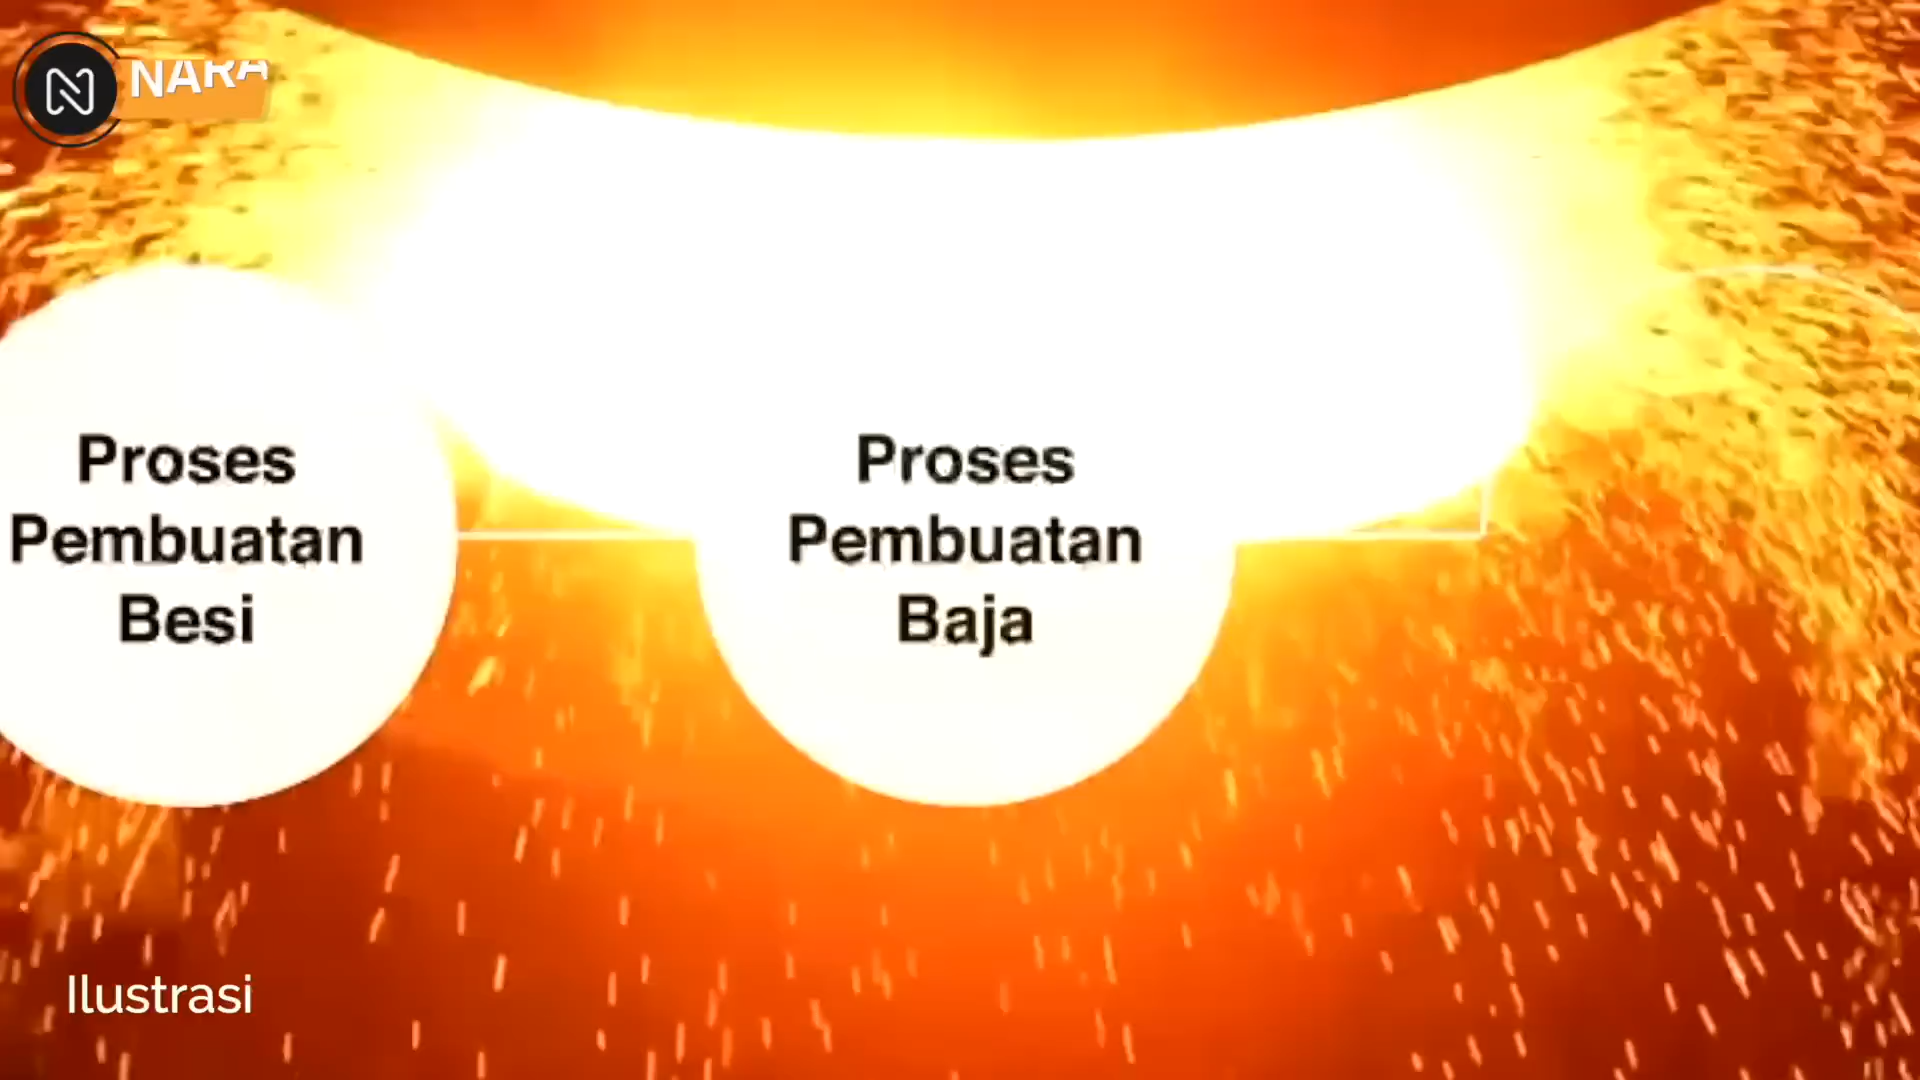 NARA
Proses
Pembuatan
Besi
Proses
Pembuatan
Baja
Ilustrasi